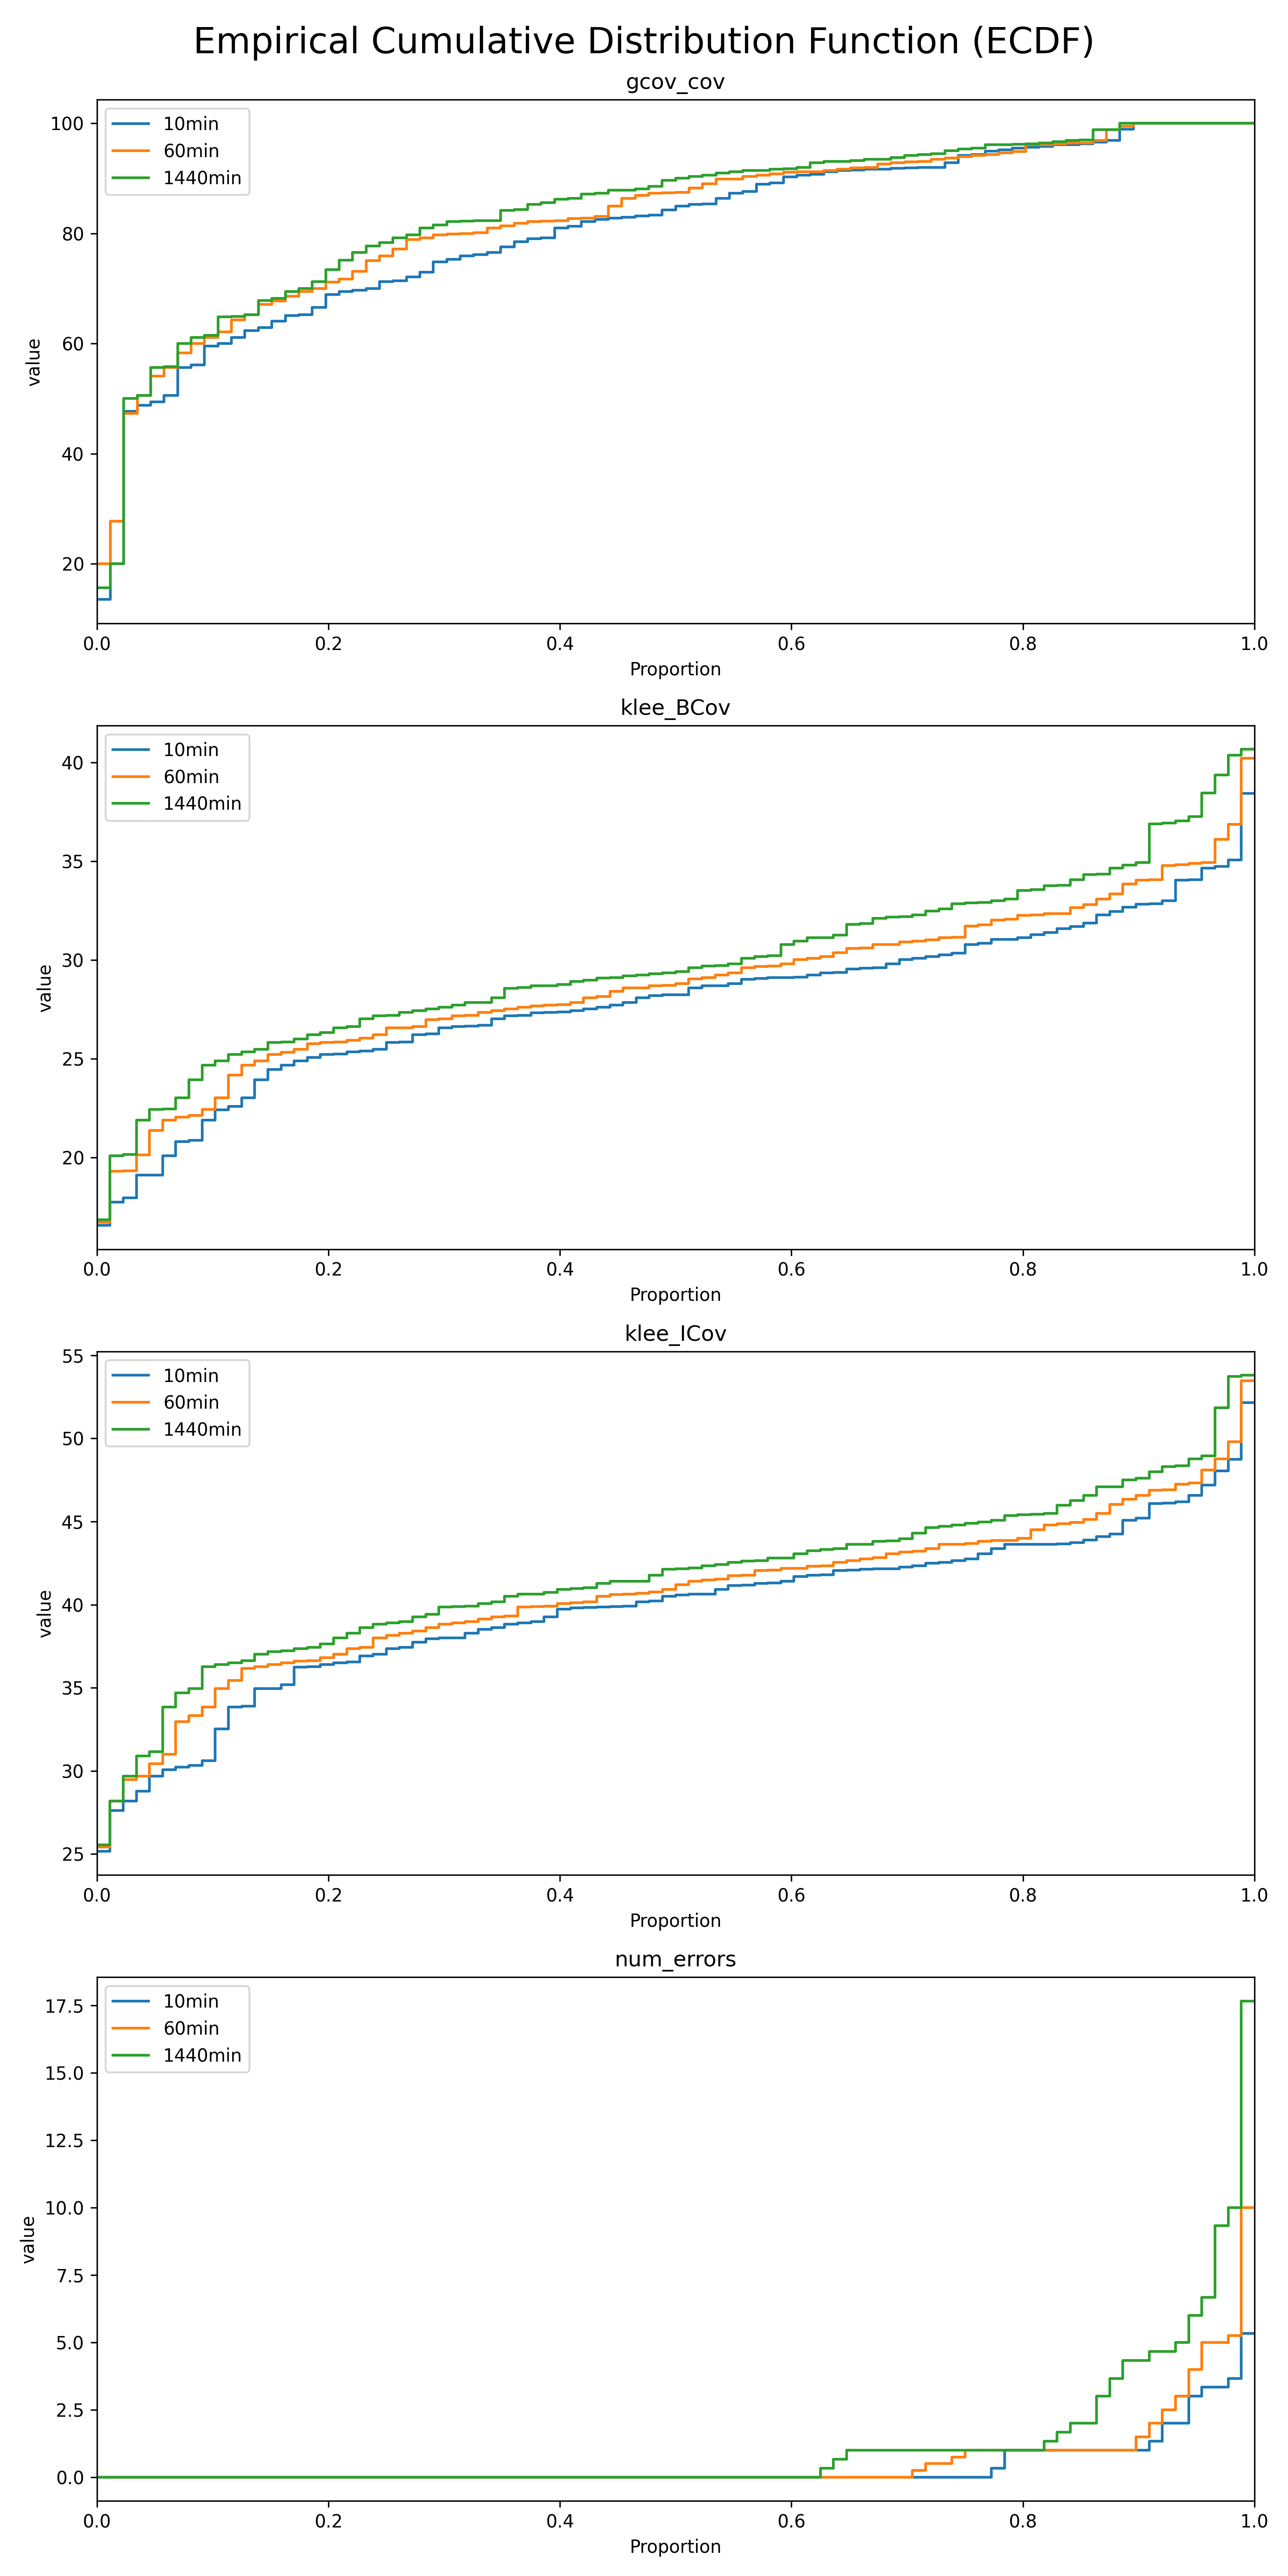 Empirical Cumulative Distribution Function (ECDF)
gcov_cov
10min
60min
1440min
100
80
60
40
20
value
0.0 0.2 0.4 0.6 0.8 1.0
Proportion
klee_BCov
10min
60min
1440min
40
35
30
25
20
value
0.0 0.2 0.4 0.6 0.8 1.0
Proportion
klee_ICov
10min
60min
1440min
55
50
45
40
35
30
25
value
0.0 0.2 0.4 0.6 0.8 1.0
Proportion
num_errors
10min
60min
1440min
17.5
15.0
12.5
10.0
7.5
5.0
2.5
0.0
value
0.0 0.2 0.4 0.6 0.8 1.0
Proportion